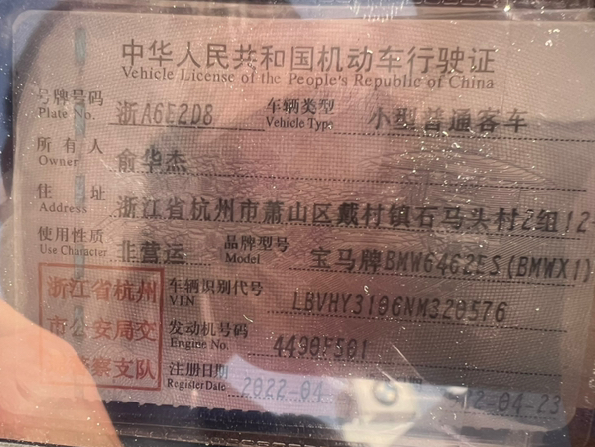 中华人民共和国机动车行驶证
Vehicle License of the People's Republic of China
号牌号码 浙A6E2D8 车辆类型 小型普通客车
Plate No. Vehicle Type
所有人 俞华杰
Owner
住址 浙江省杭州市萧山区戴村镇石马头村2组12
Address
使用性质 非营运 品牌型号 宝马牌BMW6462ES(BMWX1)
Use Character Model
浙江省杭州
市公安局交
警察支队
车辆识别代号 LBVHY3106NM320576
VIN
发动机号码 4490F501
Engine No.
注册日期 2022-04
Register Date 04-23